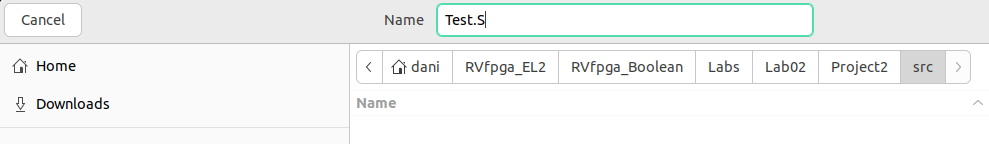 Cancel Name Test.S
Home
Downloads
dani RVfpga_EL2 RVfpga_Boolean Labs Lab02 Project2 src
Name